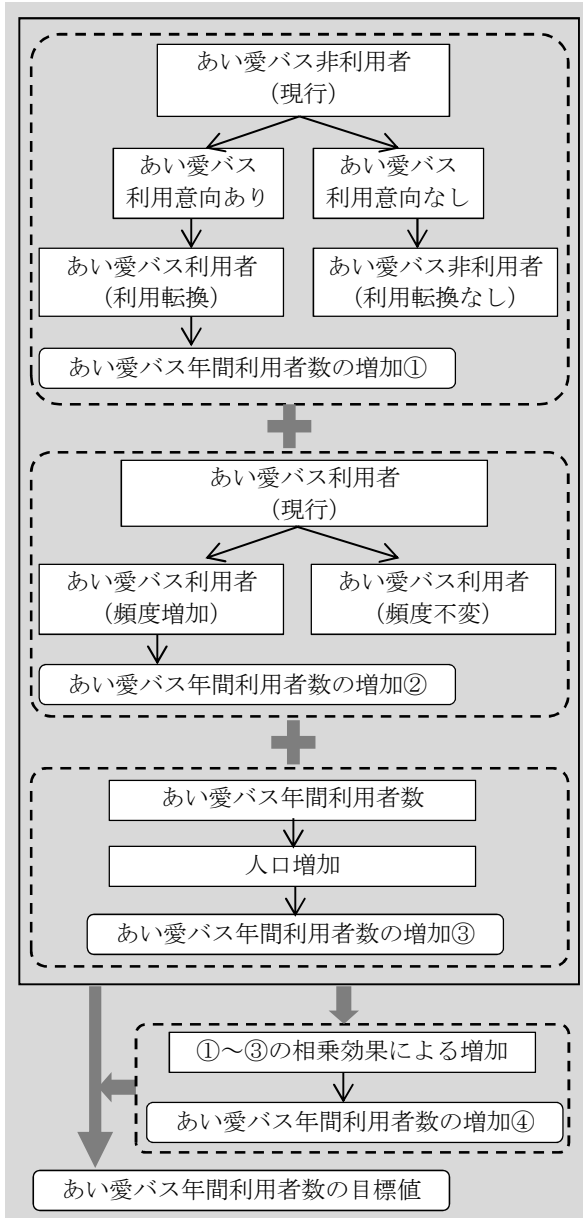 あい愛バス非利用者
（現行）
あい愛バス
利用意向あり
あい愛バス
利用意向なし
あい愛バス利用者
（利用転換）
あい愛バス非利用者
（利用転換なし）
あい愛バス年間利用者数の増加①
あい愛バス利用者
（現行）
あい愛バス利用者
（頻度増加）
あい愛バス利用者
（頻度不変）
あい愛バス年間利用者数の増加②
あい愛バス年間利用者数
人口増加
あい愛バス年間利用者数の増加③
①～③の相乗効果による増加
あい愛バス年間利用者数の増加④
あい愛バス年間利用者数の目標値